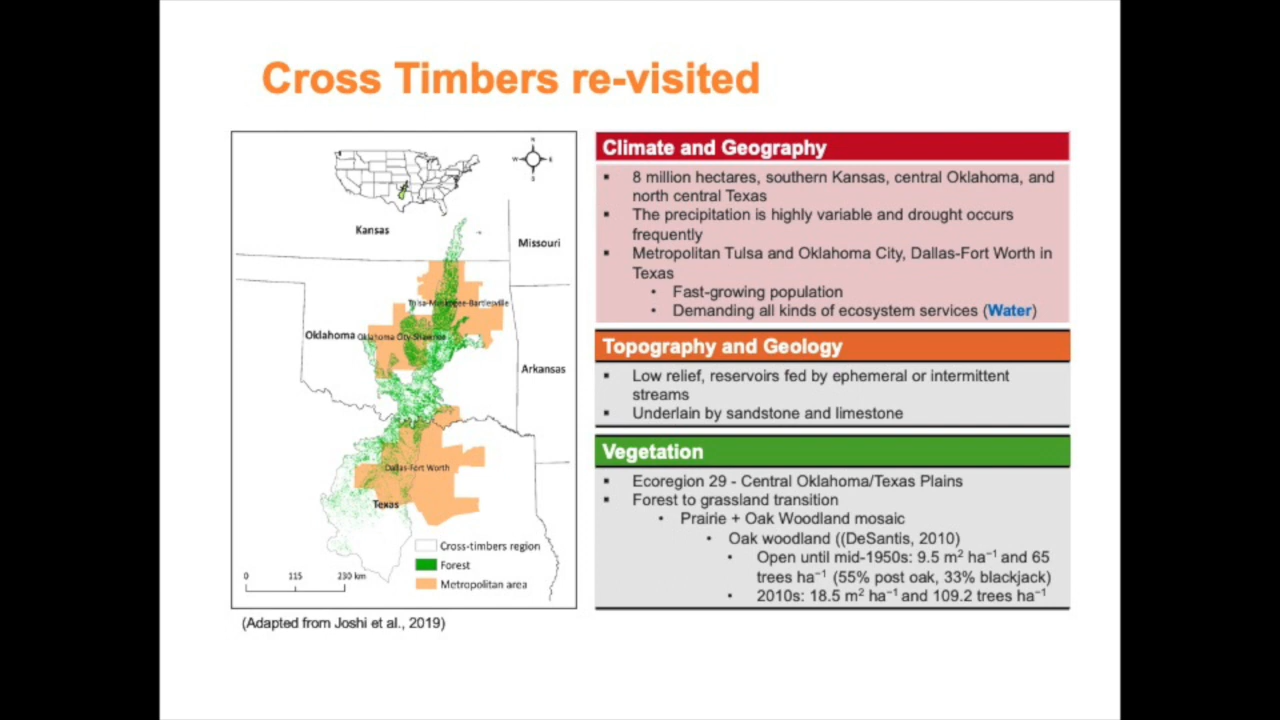 Cross Timbers re-visited
N
W
E
S
Kansas
Missouri
Tulsa-Muskogee-Bartlesville
Oklahoma
Oklahoma City-Shawnee
Arkansas
Dallas-Fort Worth
Texas
Cross-timbers region
Forest
Metropolitan area
0 115 230 km
(Adapted from Joshi et al., 2019)
Climate and Geography
▪ 8 million hectares, southern Kansas, central Oklahoma, and
north central Texas
▪ The precipitation is highly variable and drought occurs
frequently
▪ Metropolitan Tulsa and Oklahoma City, Dallas-Fort Worth in
Texas
• Fast-growing population
• Demanding all kinds of ecosystem services (Water)
Topography and Geology
▪ Low relief, reservoirs fed by ephemeral or intermittent
streams
▪ Underlain by sandstone and limestone
Vegetation
▪ Ecoregion 29 - Central Oklahoma/Texas Plains
▪ Forest to grassland transition
• Prairie + Oak Woodland mosaic
• Oak woodland ((DeSantis, 2010)
▪ Open until mid-1950s: 9.5 m² ha⁻¹ and 65
trees ha⁻¹ (55% post oak, 33% blackjack)
▪ 2010s: 18.5 m² ha⁻¹ and 109.2 trees ha⁻¹